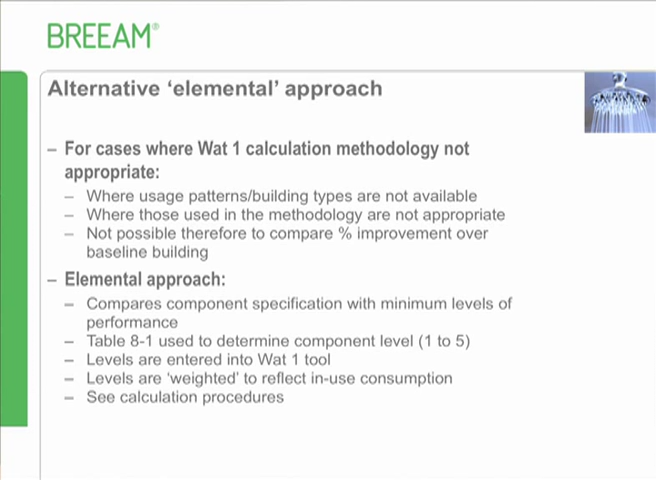 BREEAM®
Alternative ‘elemental’ approach
– For cases where Wat 1 calculation methodology not
appropriate:
– Where usage patterns/building types are not available
– Where those used in the methodology are not appropriate
– Not possible therefore to compare % improvement over
baseline building
– Elemental approach:
– Compares component specification with minimum levels of
performance
– Table 8-1 used to determine component level (1 to 5)
– Levels are entered into Wat 1 tool
– Levels are ‘weighted’ to reflect in-use consumption
– See calculation procedures